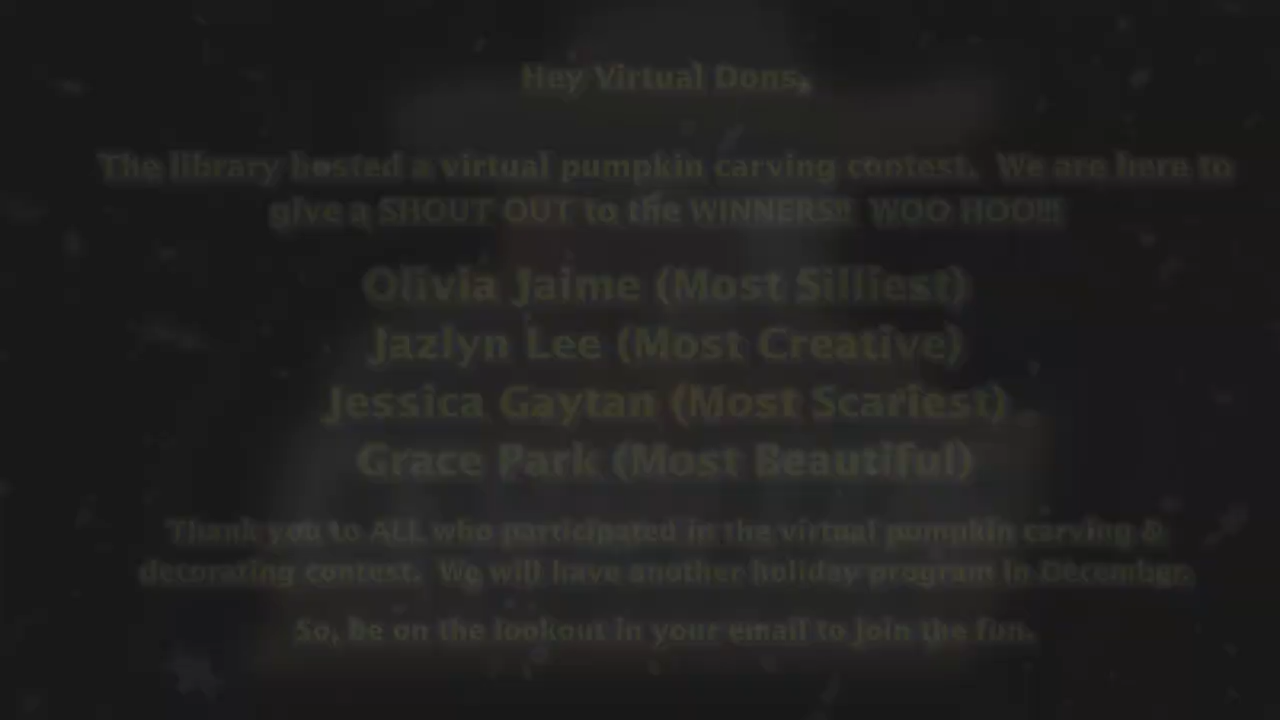 Hey Virtual Dons,
The library hosted a virtual pumpkin carving contest. We are here to
give a SHOUT OUT to the WINNERS!! WOO HOO!!!
Olivia Jaime (Most Silliest)
Jazlyn Lee (Most Creative)
Jessica Gaytan (Most Scariest)
Grace Park (Most Beautiful)
Thank you to ALL who participated in the virtual pumpkin carving &
decorating contest. We will have another holiday program in December.
So, be on the lookout in your email to join the fun.